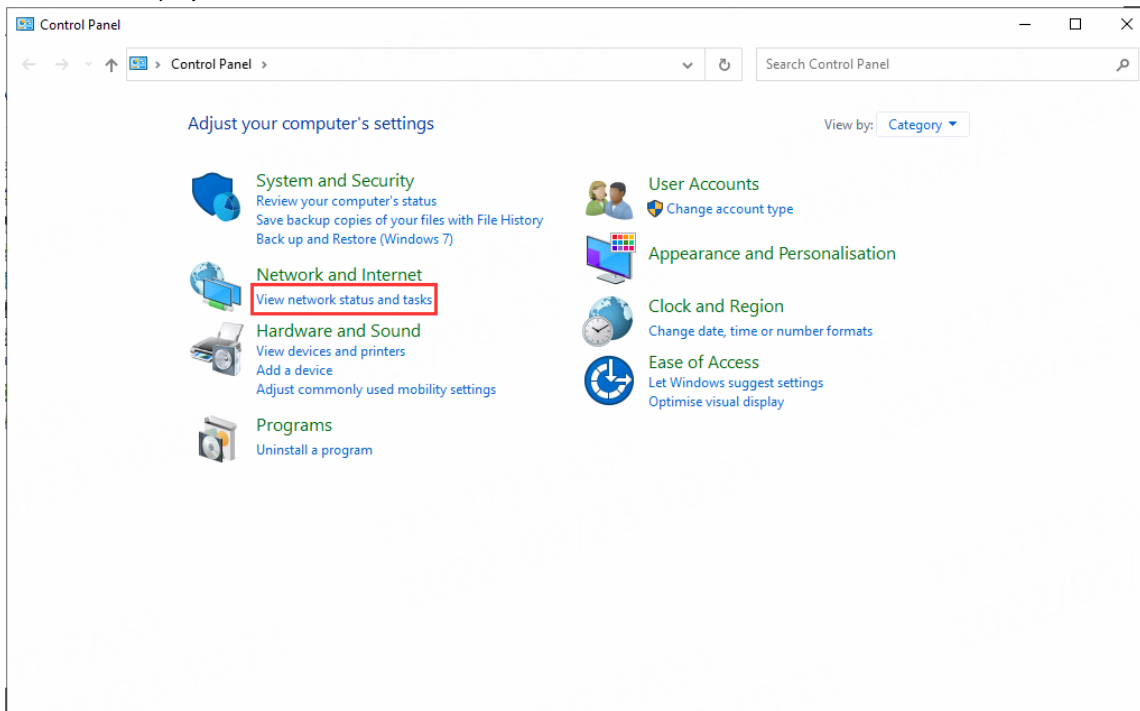 Control Panel
Control Panel
Search Control Panel
Adjust your computer's settings
View by: Category
System and Security
Review your computer's status
Save backup copies of your files with File History
Back up and Restore (Windows 7)
Network and Internet
View network status and tasks
Hardware and Sound
View devices and printers
Add a device
Adjust commonly used mobility settings
Programs
Uninstall a program
User Accounts
Change account type
Appearance and Personalisation
Clock and Region
Change date, time or number formats
Ease of Access
Let Windows suggest settings
Optimise visual display